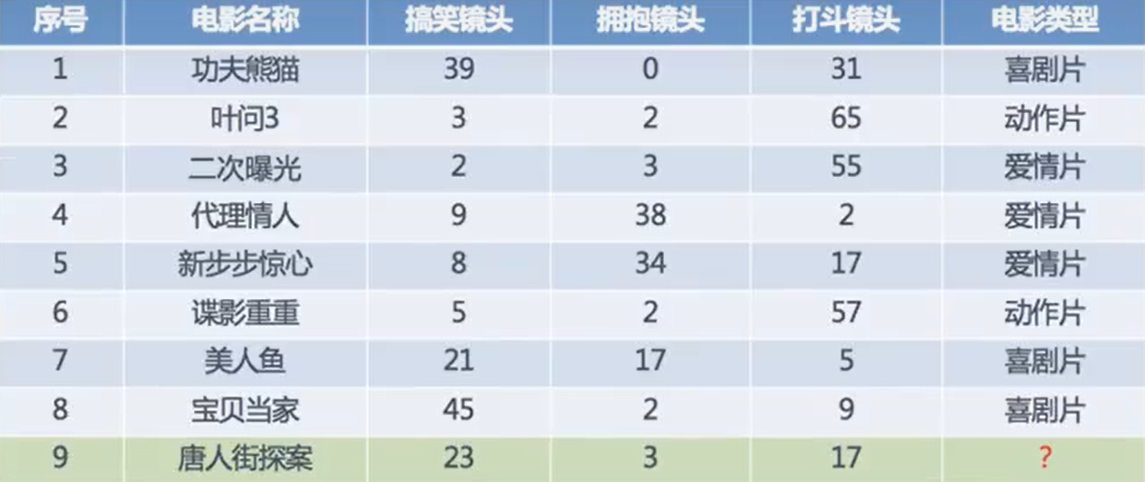 序号 电影名称 搞笑镜头 拥抱镜头 打斗镜头 电影类型
1 功夫熊猫 39 0 31 喜剧片
2 叶问3 3 2 65 动作片
3 二次曝光 2 3 55 爱情片
4 代理情人 9 38 2 爱情片
5 新步步惊心 8 34 17 爱情片
6 谍影重重 5 2 57 动作片
7 美人鱼 21 17 5 喜剧片
8 宝贝当家 45 2 9 喜剧片
9 唐人街探案 23 3 17 ?